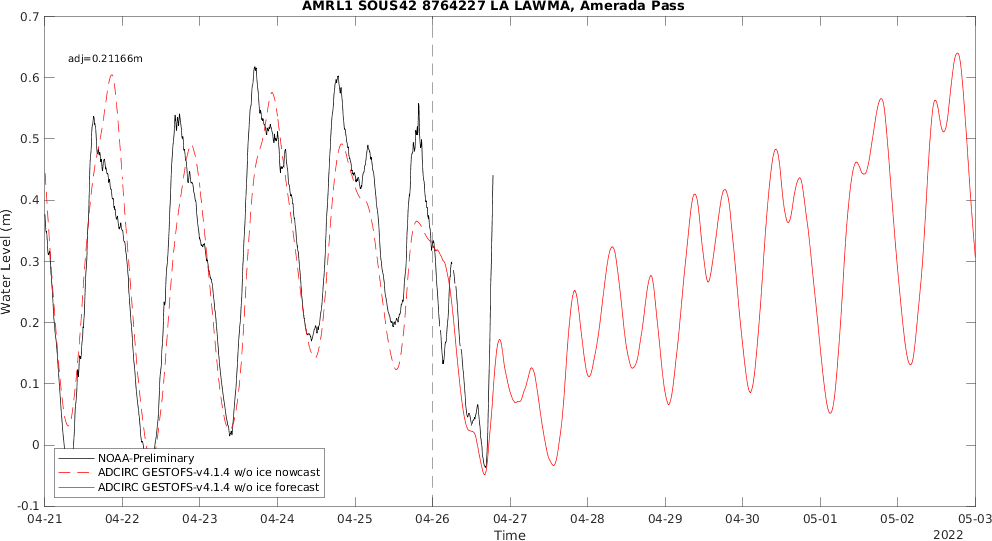 AMRL1 SOUS42 8764227 LA LAWMA, Amerada Pass
adj=0.21166m
0.7
0.6
0.5
0.4
0.3
0.2
0.1
0
-0.1
Water Level (m)
NOAA-Preliminary
ADCIRC GESTOFS-v4.1.4 w/o ice nowcast
ADCIRC GESTOFS-v4.1.4 w/o ice forecast
04-21 04-22 04-23 04-24 04-25 04-26 04-27 04-28 04-29 04-30 05-01 05-02 05-03
Time
2022